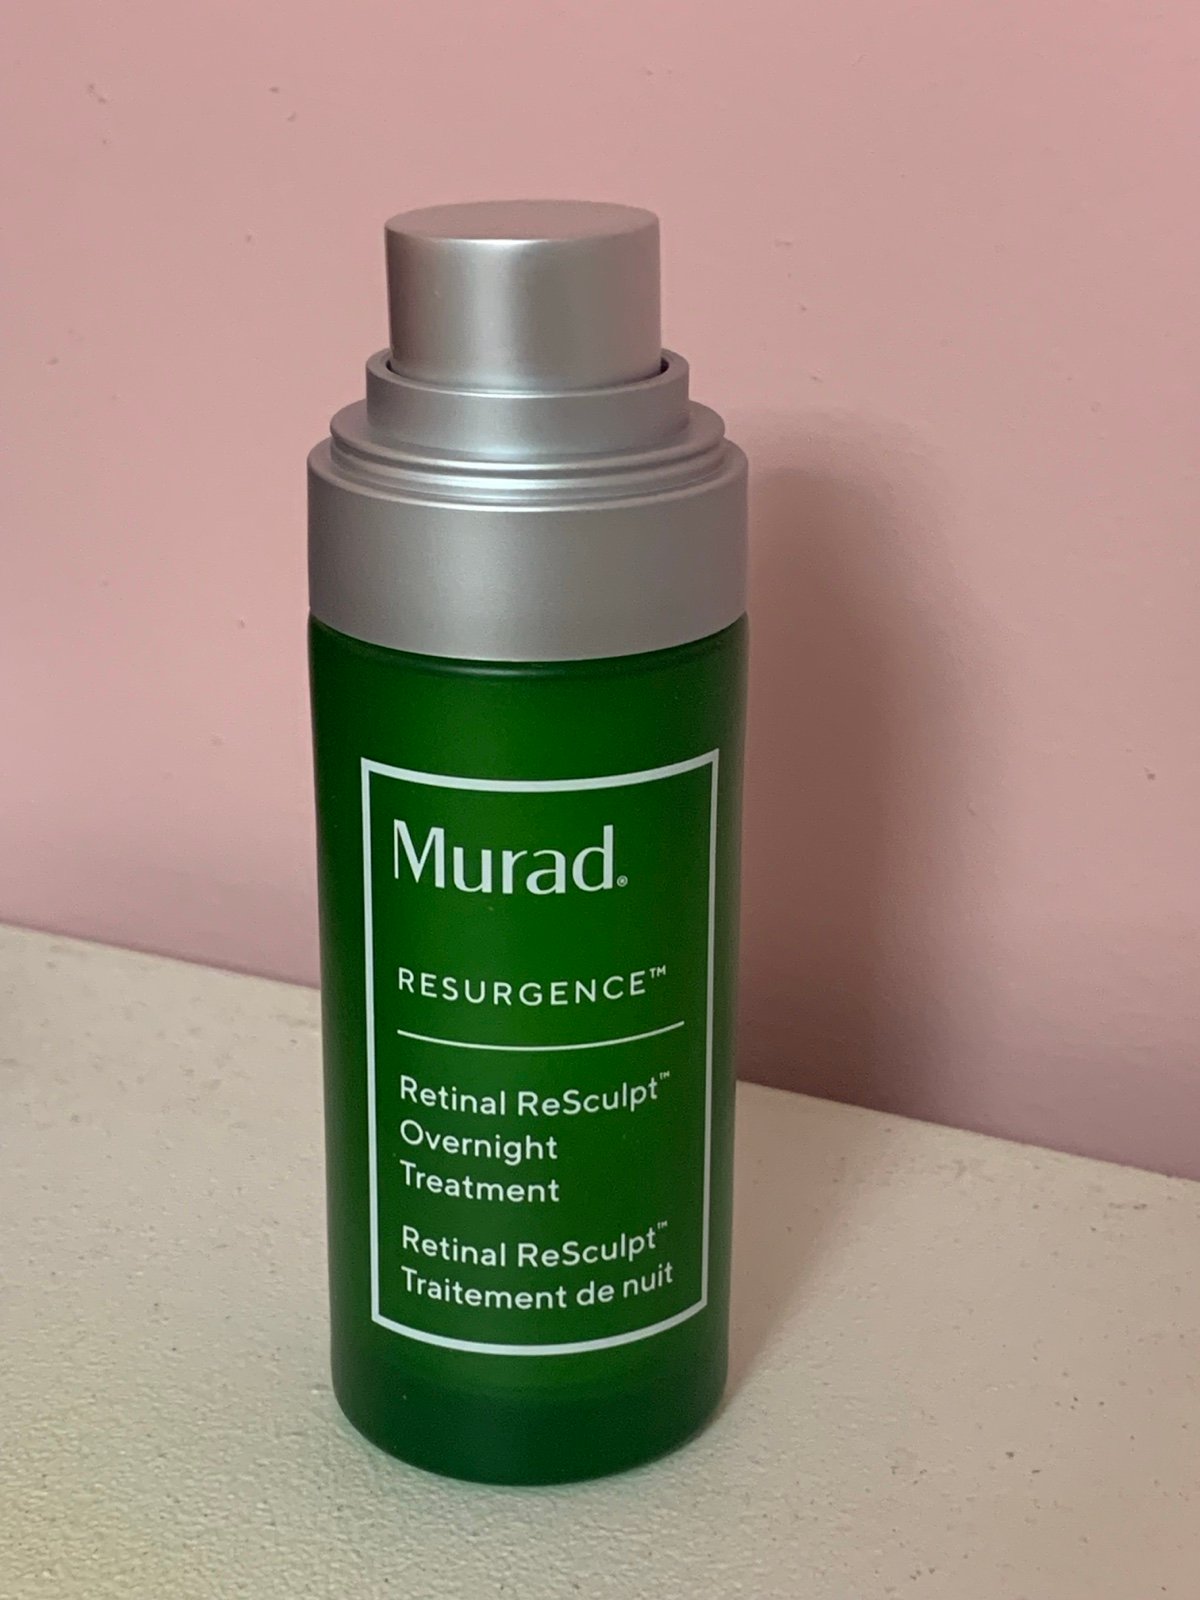 Murad®
RESURGENCE™
Retinal ReSculpt™
Overnight
Treatment
Retinal ReSculpt™
Traitement de nuit